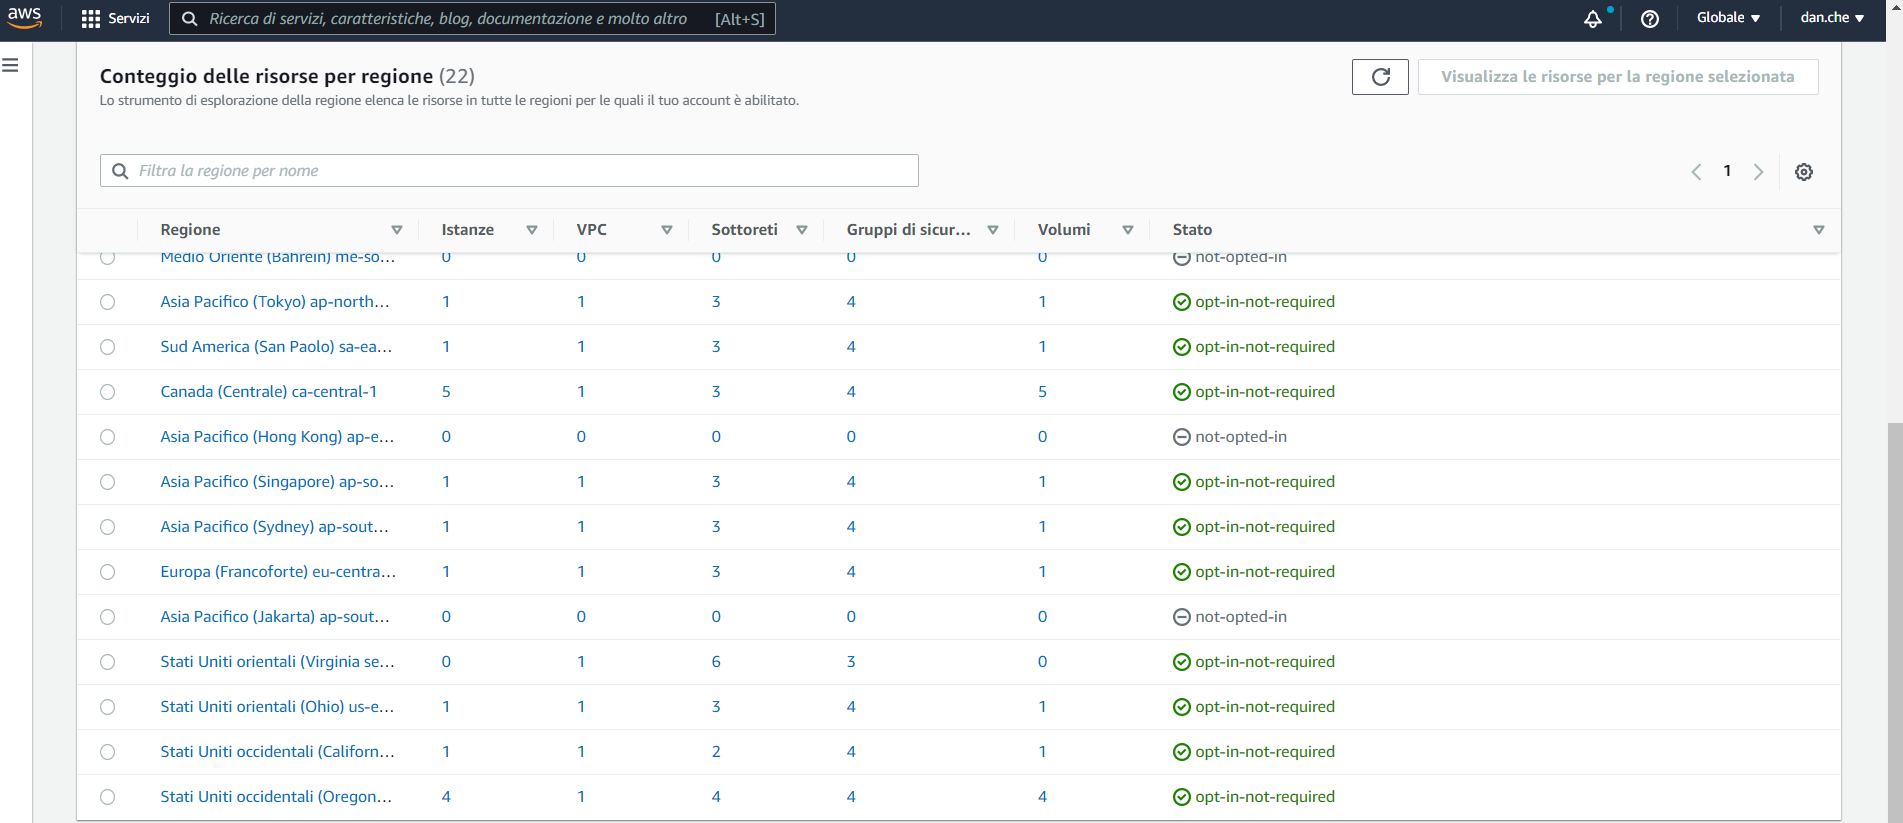 aws Servizi Ricerca di servizi, caratteristiche, blog, documentazione e molto altro [Alt+S] Globale dan.che
Conteggio delle risorse per regione (22)
Visualizza le risorse per la regione selezionata
Lo strumento di esplorazione della regione elenca le risorse in tutte le regioni per le quali il tuo account è abilitato.
Filtra la regione per nome
1
Regione Istanze VPC Sottoreti Gruppi di sicur... Volumi Stato
Medio Oriente (Bahrein) me-so... 0 0 0 0 0 not-opted-in
Asia Pacifico (Tokyo) ap-north... 1 1 3 4 1 opt-in-not-required
Sud America (San Paolo) sa-ea... 1 1 3 4 1 opt-in-not-required
Canada (Centrale) ca-central-1 5 1 3 4 5 opt-in-not-required
Asia Pacifico (Hong Kong) ap-e... 0 0 0 0 0 not-opted-in
Asia Pacifico (Singapore) ap-so... 1 1 3 4 1 opt-in-not-required
Asia Pacifico (Sydney) ap-sout... 1 1 3 4 1 opt-in-not-required
Europa (Francoforte) eu-centra... 1 1 3 4 1 opt-in-not-required
Asia Pacifico (Jakarta) ap-sout... 0 0 0 0 0 not-opted-in
Stati Uniti orientali (Virginia se... 0 1 6 3 0 opt-in-not-required
Stati Uniti orientali (Ohio) us-e... 1 1 3 4 1 opt-in-not-required
Stati Uniti occidentali (Californ... 1 1 2 4 1 opt-in-not-required
Stati Uniti occidentali (Oregon... 4 1 4 4 4 opt-in-not-required